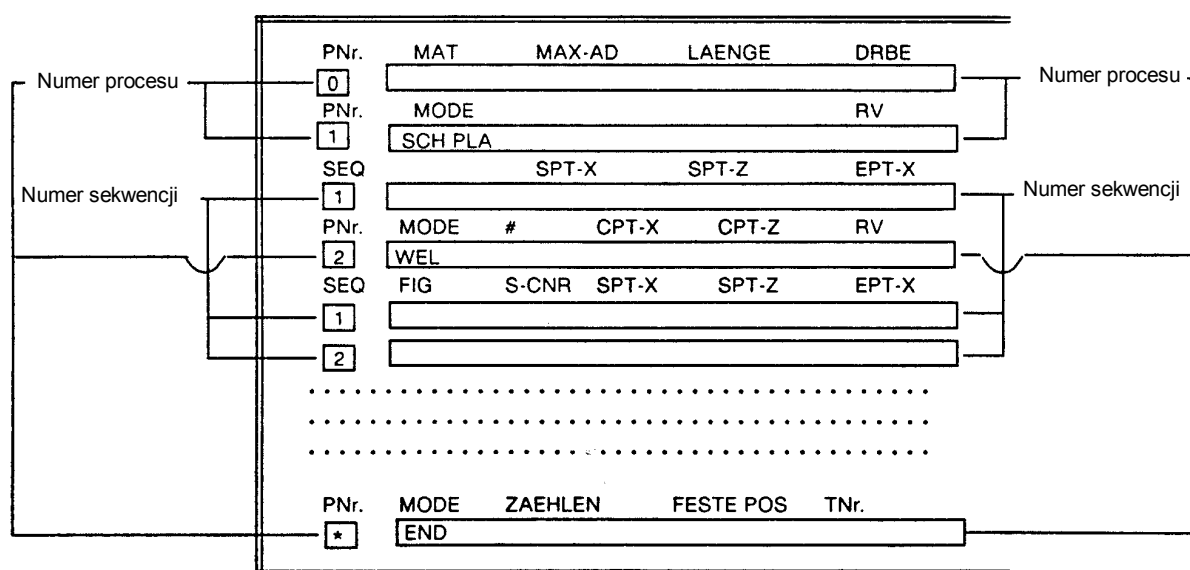 PNr. MAT MAX-AD LAENGE DRBE
Numer procesu 0 Numer procesu
PNr. MODE RV
1 SCH PLA
SEQ SPT-X SPT-Z EPT-X
Numer sekwencji 1 Numer sekwencji
PNr. MODE # CPT-X CPT-Z RV
2 WEL
SEQ FIG S-CNR SPT-X SPT-Z EPT-X
1
2
PNr. MODE ZAEHLEN FESTE POS TNr.
* END